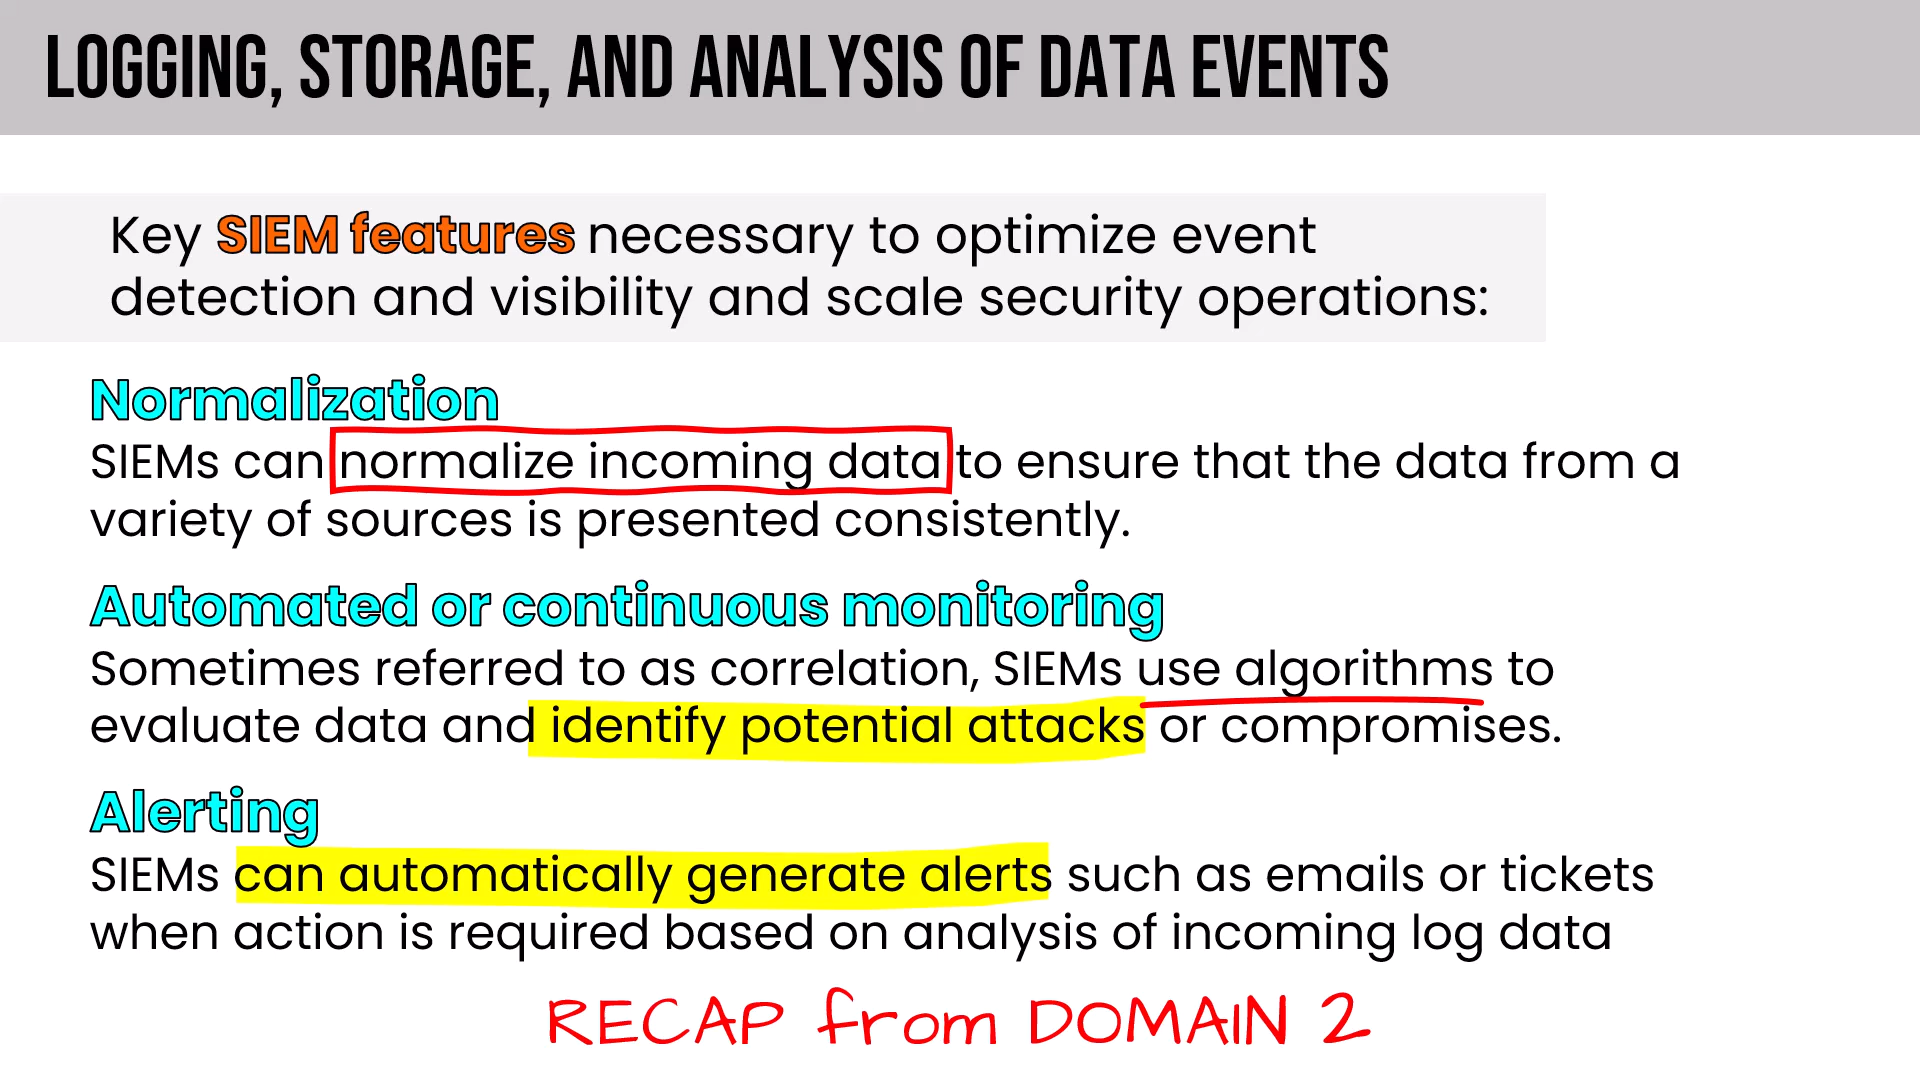 LOGGING, STORAGE, AND ANALYSIS OF DATA EVENTS
Key SIEM features necessary to optimize event
detection and visibility and scale security operations:
Normalization
SIEMs can normalize incoming data to ensure that the data from a
variety of sources is presented consistently.
Automated or continuous monitoring
Sometimes referred to as correlation, SIEMs use algorithms to
evaluate data and identify potential attacks or compromises.
Alerting
SIEMs can automatically generate alerts such as emails or tickets
when action is required based on analysis of incoming log data
RECAP from DOMAIN 2